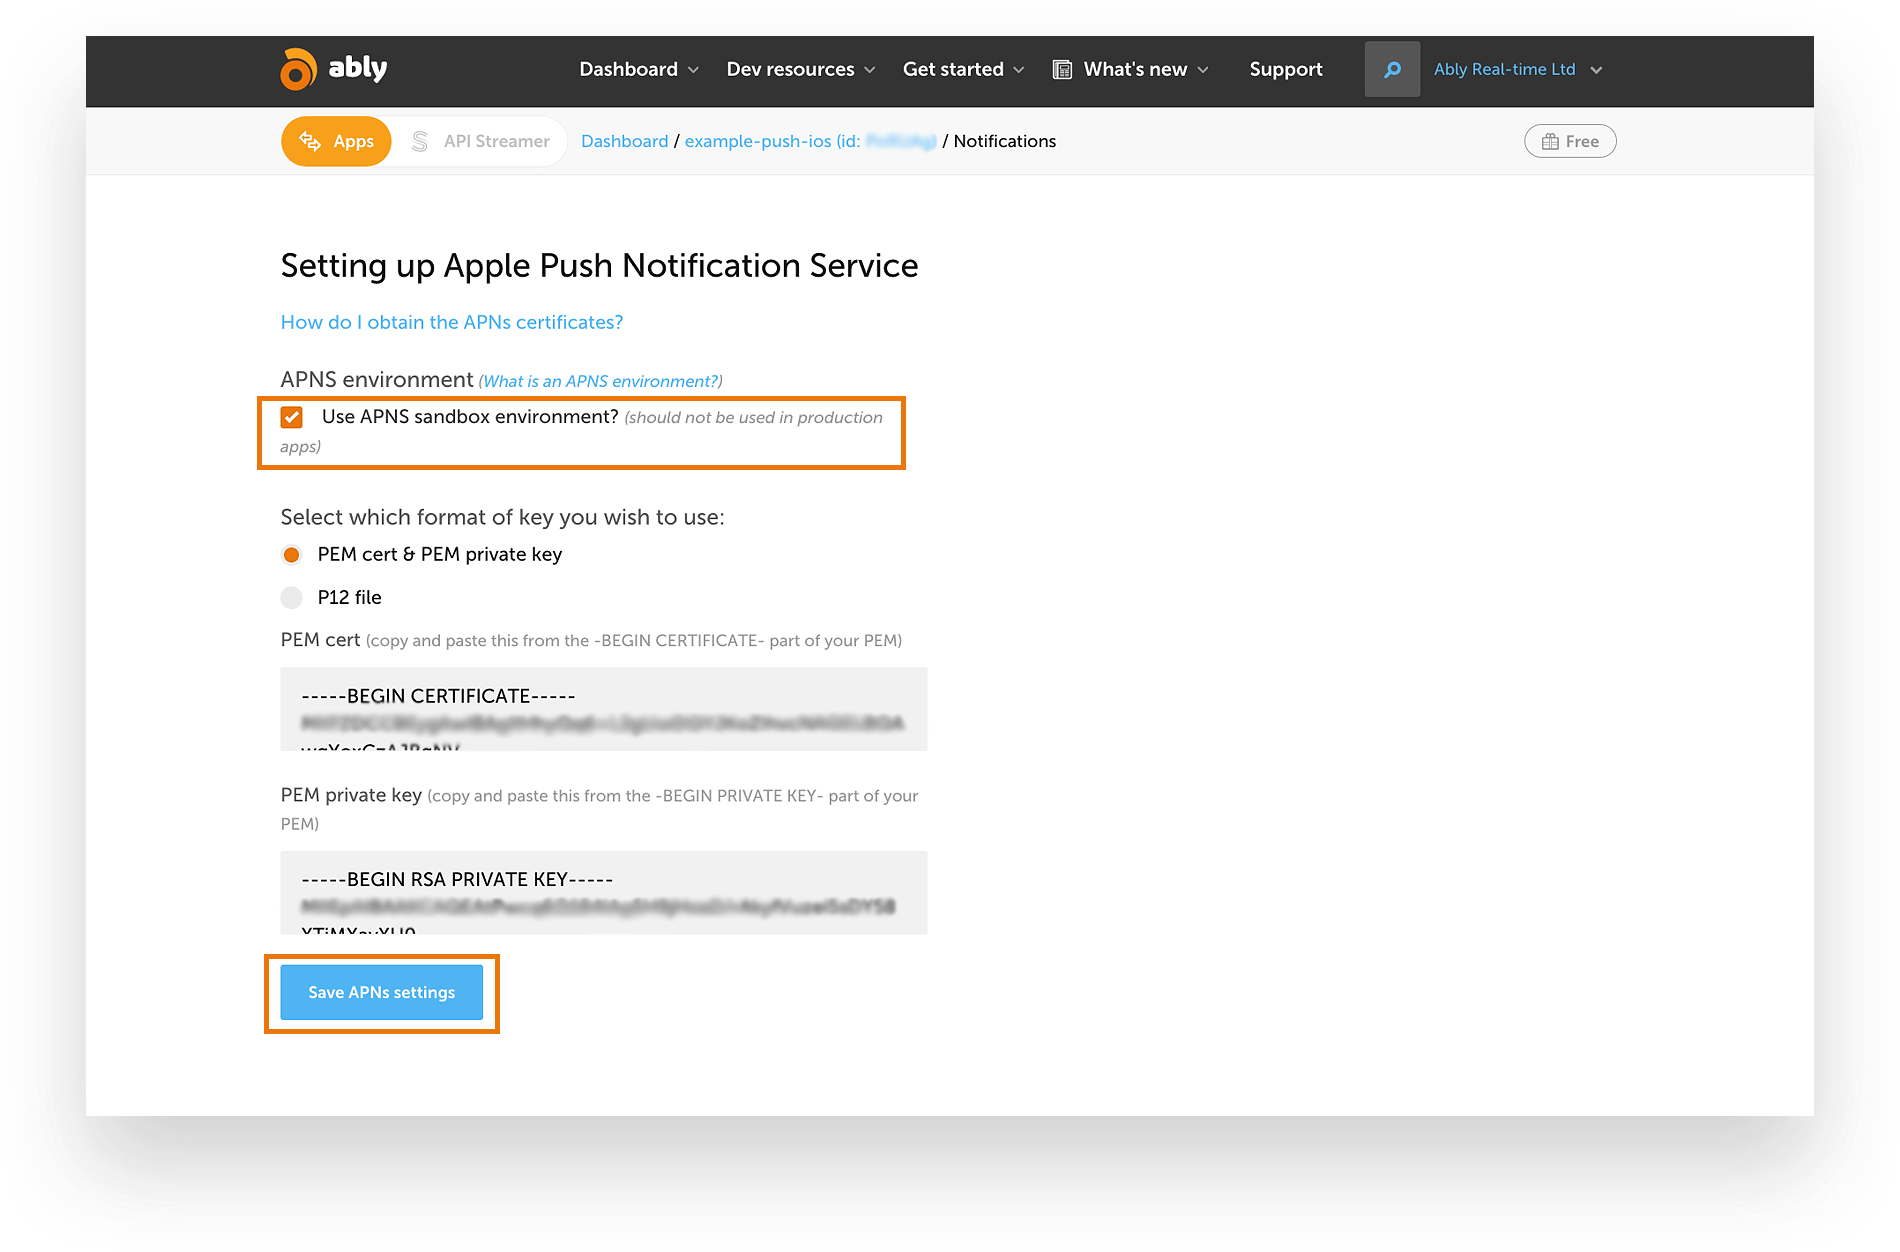 ably
Dashboard Dev resources Get started What's new Support Ably Real-time Ltd
Apps API Streamer Dashboard / example-push-ios (id: / Notifications Free
Setting up Apple Push Notification Service
How do I obtain the APNs certificates?
APNS environment (What is an APNS environment?)
Use APNS sandbox environment? (should not be used in production
apps)
Select which format of key you wish to use:
PEM cert & PEM private key
P12 file
PEM cert (copy and paste this from the -BEGIN CERTIFICATE- part of your PEM)
-----BEGIN CERTIFICATE-----
PEM private key (copy and paste this from the -BEGIN PRIVATE KEY- part of your
PEM)
-----BEGIN RSA PRIVATE KEY-----
Save APNs settings